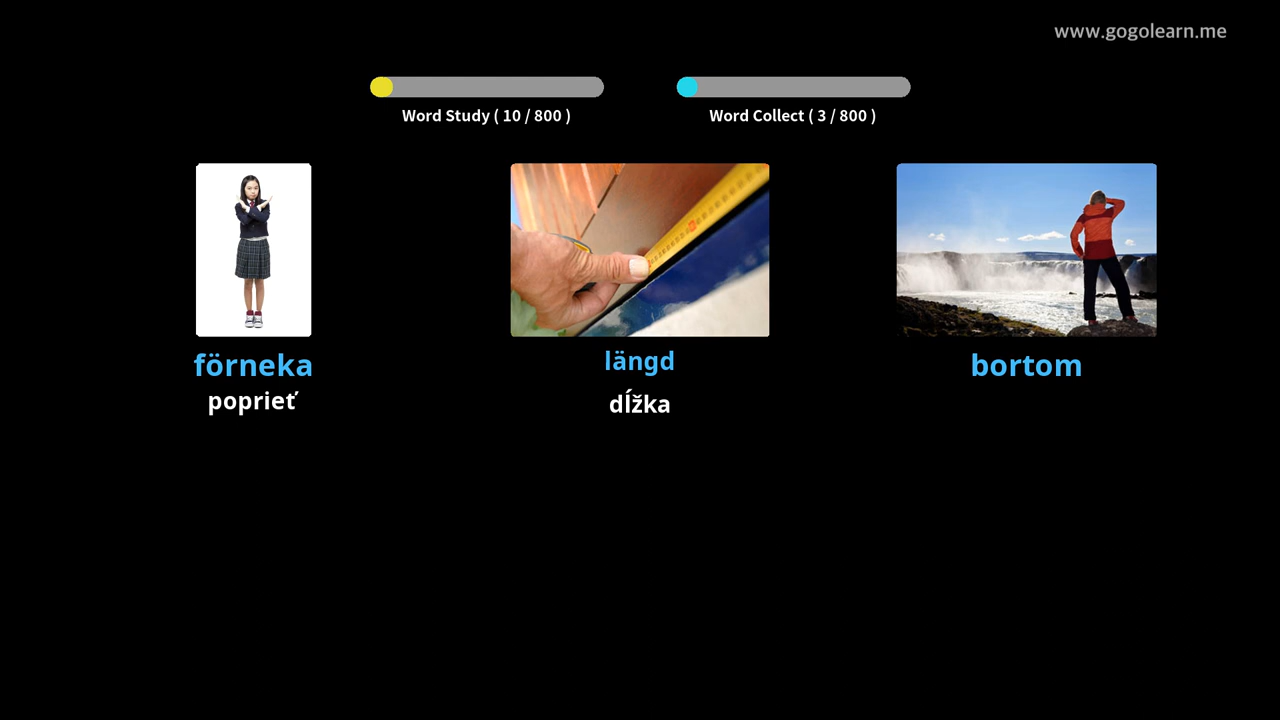 www.gogolearn.me
Word Study ( 10 / 800 )
Word Collect ( 3 / 800 )
förneka
poprieť
längd
dĺžka
bortom